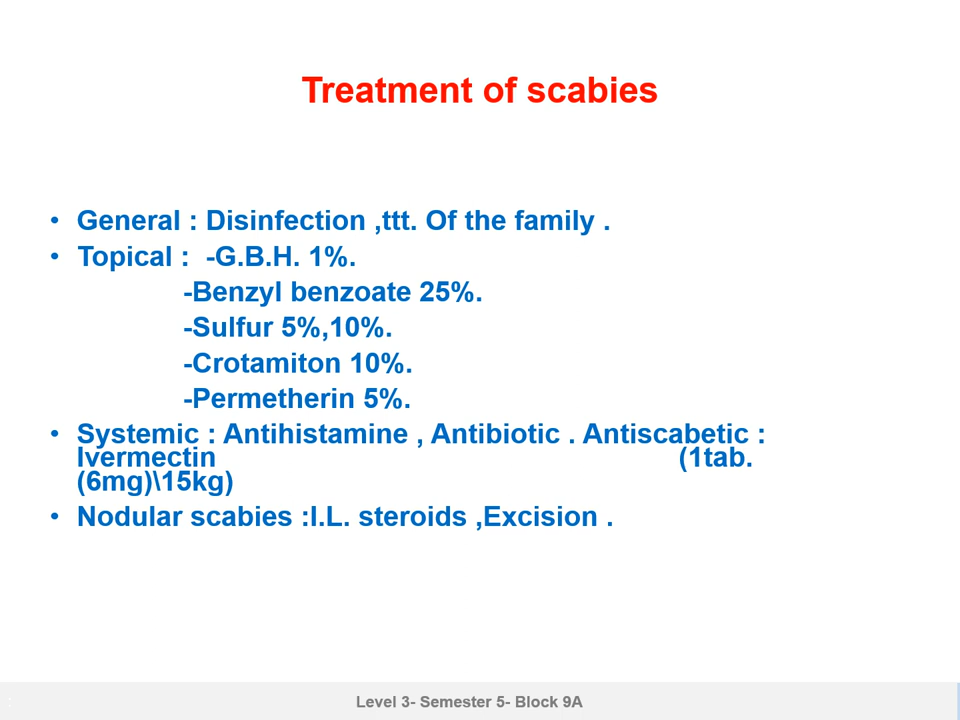 Treatment of scabies
• General : Disinfection ,ttt. Of the family .
• Topical : -G.B.H. 1%.
-Benzyl benzoate 25%.
-Sulfur 5%,10%.
-Crotamiton 10%.
-Permetherin 5%.
• Systemic : Antihistamine , Antibiotic . Antiscabetic :
Ivermectin (1tab.
(6mg)\15kg)
• Nodular scabies :I.L. steroids ,Excision .
Level 3- Semester 5- Block 9A